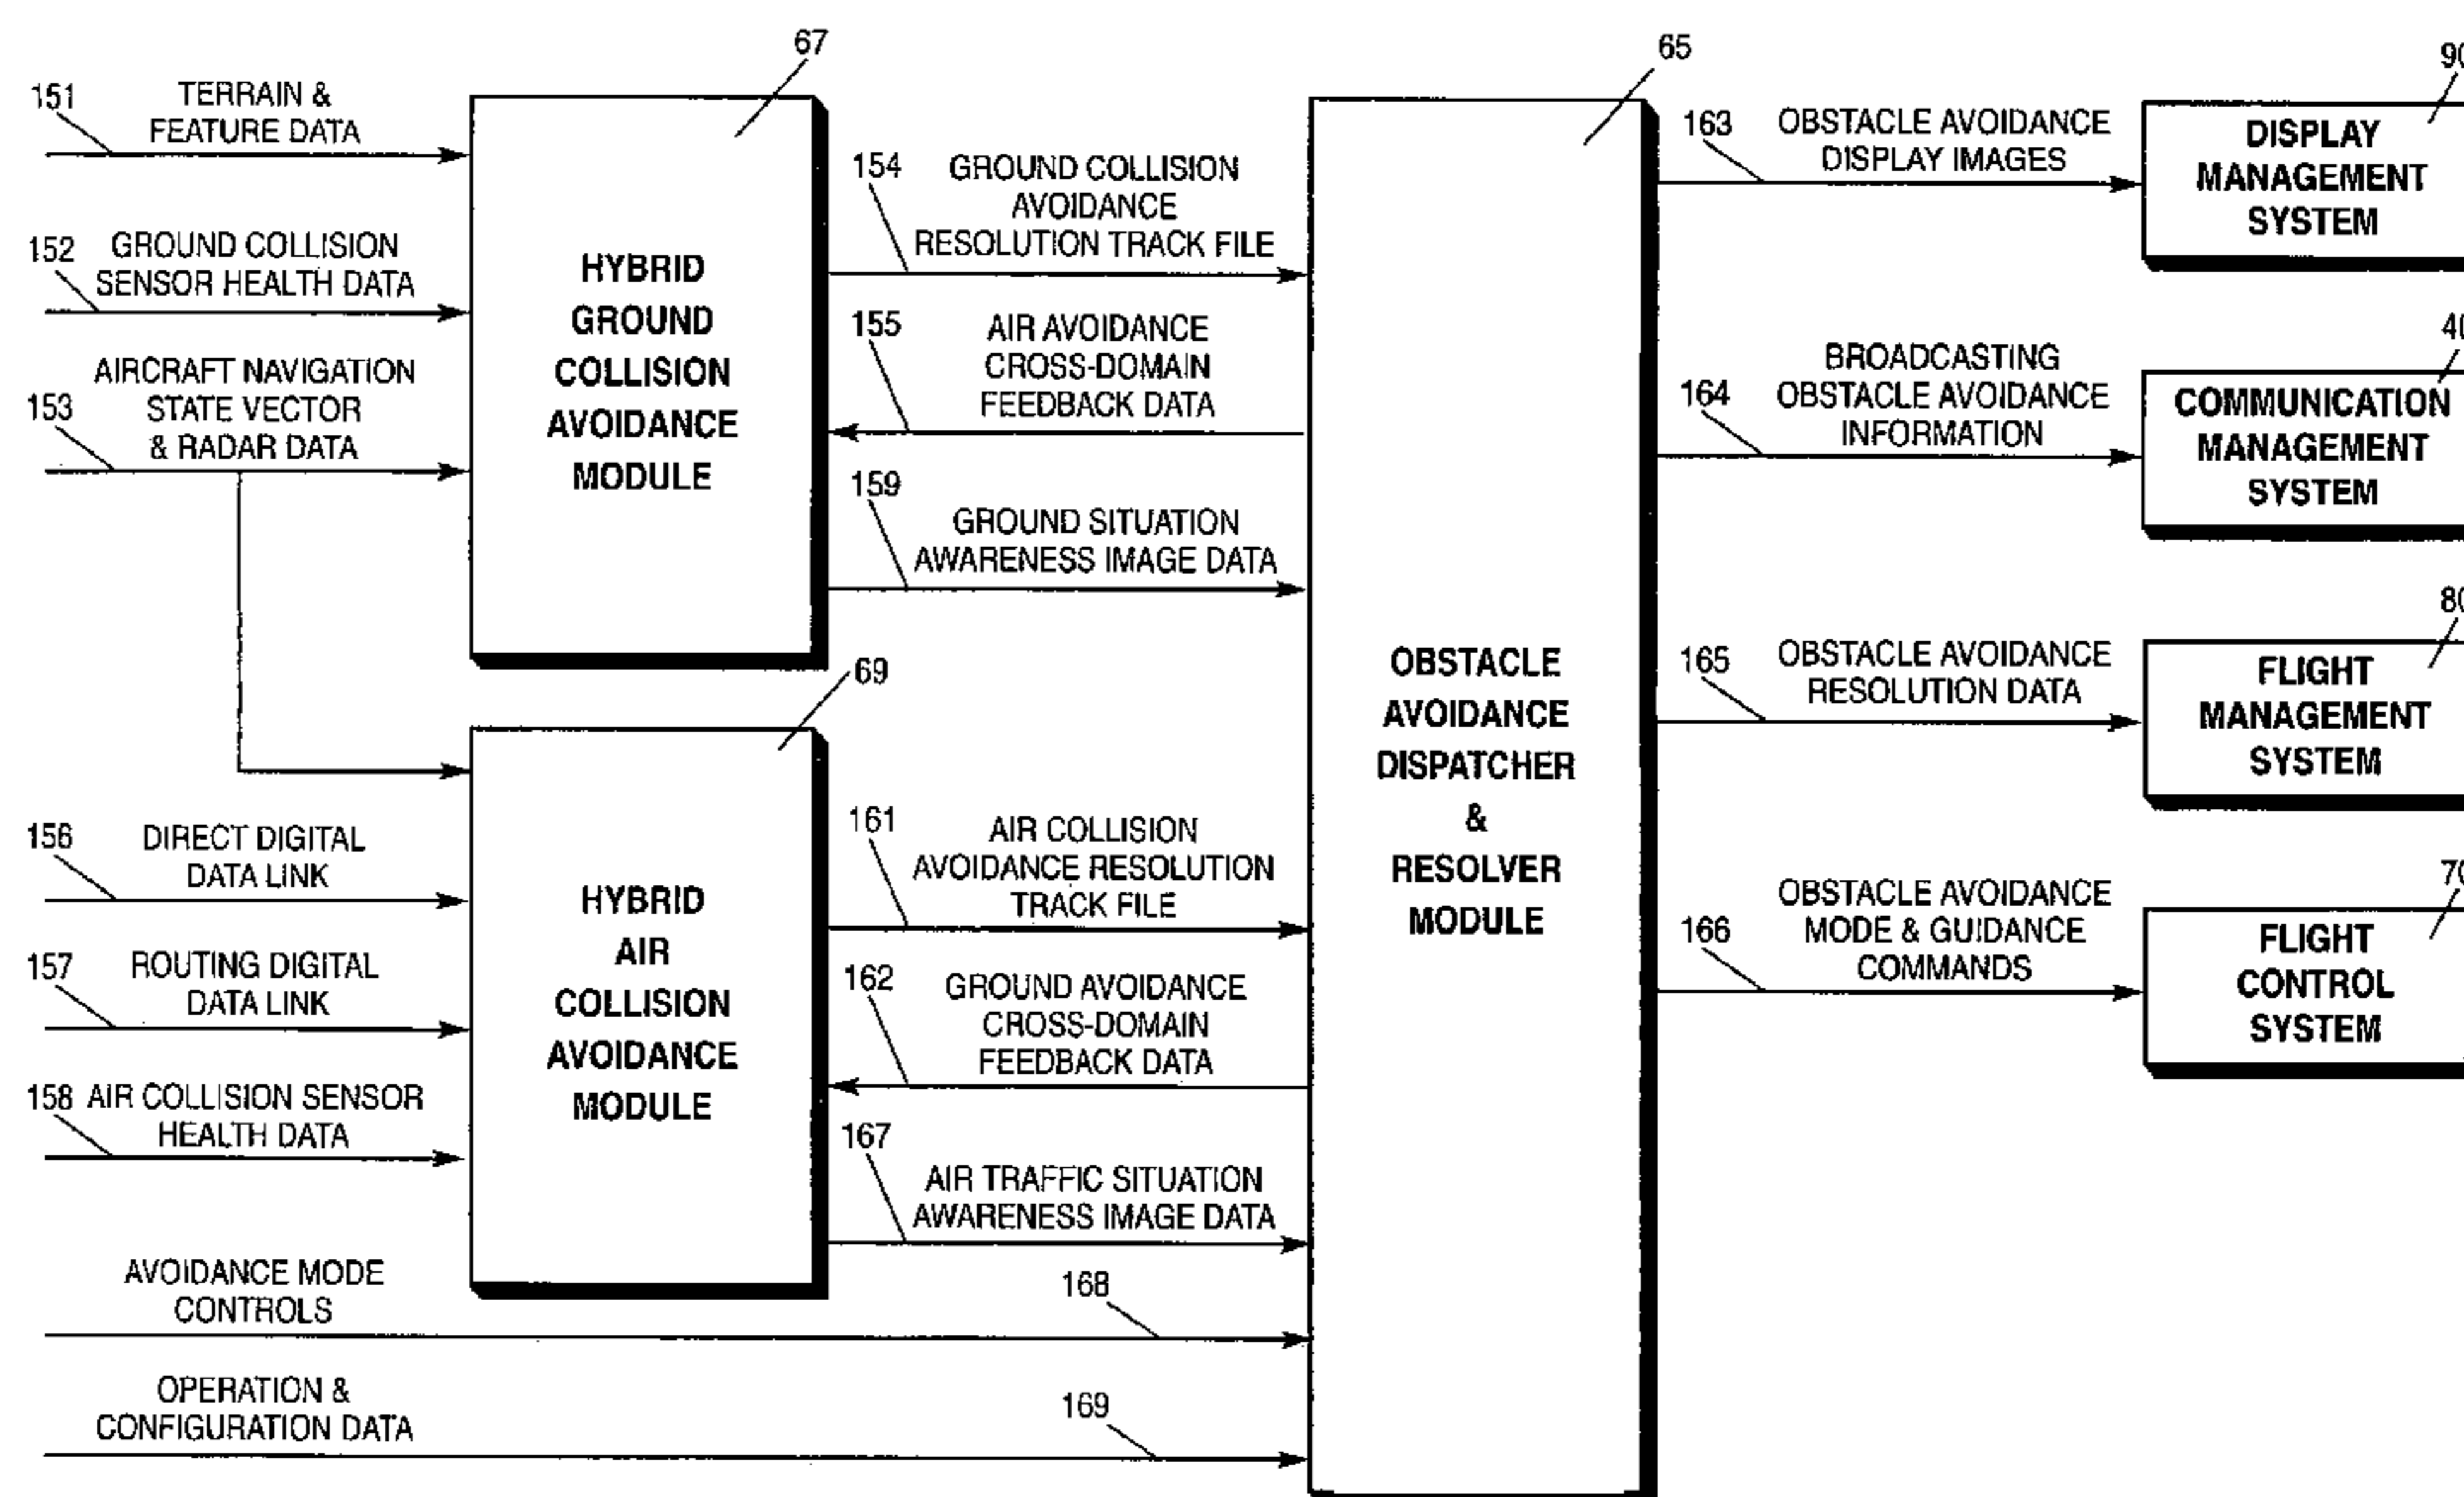 67
151
TERRAIN &
FEATURE DATA
152
GROUND COLLISION
SENSOR HEALTH DATA
153
AIRCRAFT NAVIGATION
STATE VECTOR
& RADAR DATA
HYBRID
GROUND
COLLISION
AVOIDANCE
MODULE
154
GROUND COLLISION
AVOIDANCE
RESOLUTION TRACK FILE
155
AIR AVOIDANCE
CROSS-DOMAIN
FEEDBACK DATA
159
GROUND SITUATION
AWARENESS IMAGE DATA
69
156
DIRECT DIGITAL
DATA LINK
157
ROUTING DIGITAL
DATA LINK
158
AIR COLLISION SENSOR
HEALTH DATA
HYBRID
AIR
COLLISION
AVOIDANCE
MODULE
161
AIR COLLISION
AVOIDANCE RESOLUTION
TRACK FILE
162
GROUND AVOIDANCE
CROSS-DOMAIN
FEEDBACK DATA
167
AIR TRAFFIC SITUATION
AWARENESS IMAGE DATA
AVOIDANCE MODE
CONTROLS
168
OPERATION &
CONFIGURATION DATA
169
65
OBSTACLE
AVOIDANCE
DISPATCHER
&
RESOLVER
MODULE
163
OBSTACLE AVOIDANCE
DISPLAY IMAGES
90
DISPLAY
MANAGEMENT
SYSTEM
164
BROADCASTING
OBSTACLE AVOIDANCE
INFORMATION
40
COMMUNICATION
MANAGEMENT
SYSTEM
165
OBSTACLE AVOIDANCE
RESOLUTION DATA
80
FLIGHT
MANAGEMENT
SYSTEM
166
OBSTACLE AVOIDANCE
MODE & GUIDANCE
COMMANDS
70
FLIGHT
CONTROL
SYSTEM